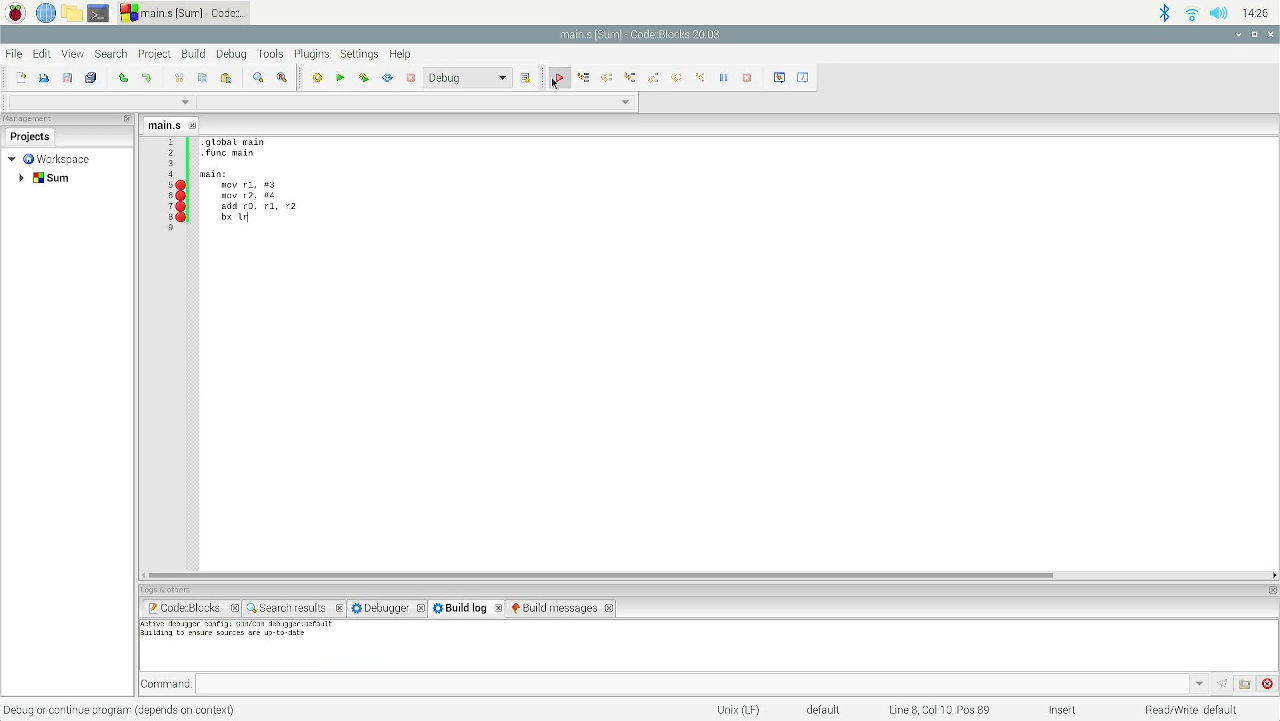 main.s [Sum] - Code:...
14:26
main.s [Sum] - Code::Blocks 20.03
File Edit View Search Project Build Debug Tools Plugins Settings Help
Debug
Management
Projects
Workspace
Sum
main.s
1 .global main
2 .func main
3
4 main:
5 mov r1, #3
6 mov r2, #4
7 add r0, r1, r2
8 bx lr
9
Logs & others
Code::Blocks Search results Debugger Build log Build messages
Active debugger config: GDB/CDB debugger:Default
Building to ensure sources are up-to-date
Command:
Debug or continue program (depends on context) Unix (LF) default Line 8, Col 10, Pos 89 Insert Read/Write default